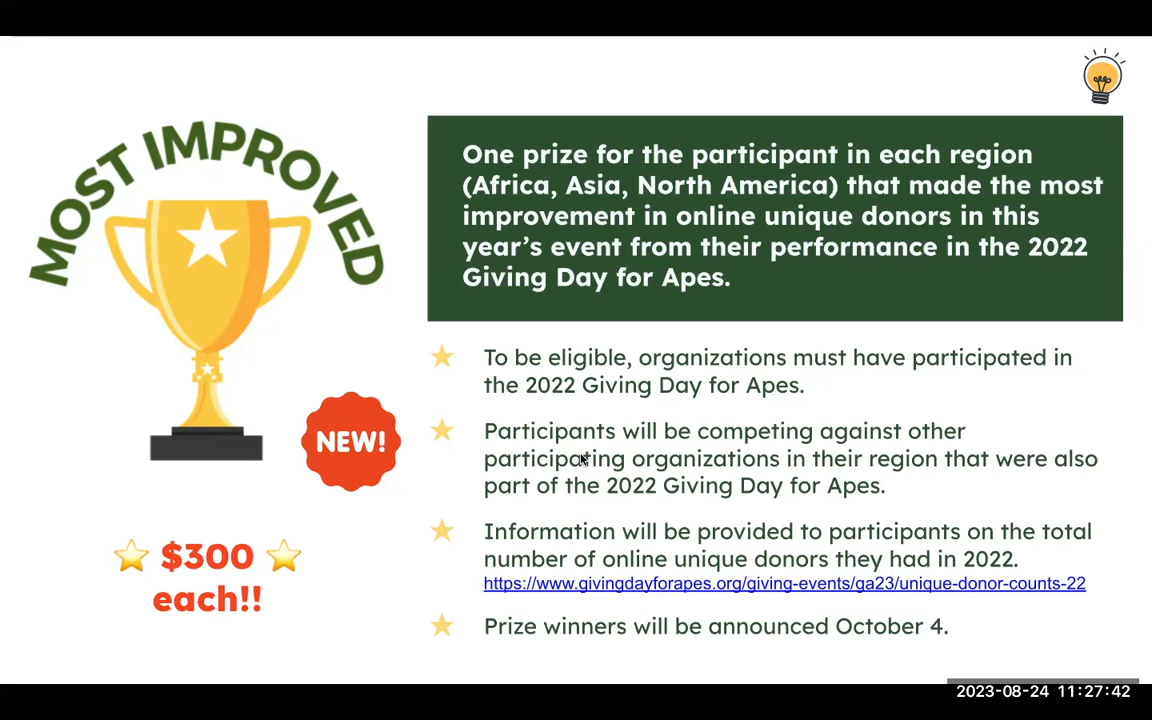 MOST IMPROVED
One prize for the participant in each region
(Africa, Asia, North America) that made the most
improvement in online unique donors in this
year’s event from their performance in the 2022
Giving Day for Apes.
To be eligible, organizations must have participated in
the 2022 Giving Day for Apes.
Participants will be competing against other
participating organizations in their region that were also
part of the 2022 Giving Day for Apes.
NEW!
Information will be provided to participants on the total
number of online unique donors they had in 2022.
https://www.givingdayforapes.org/giving-events/ga23/unique-donor-counts-22
$300
each!!
Prize winners will be announced October 4.
2023-08-24 11:27:42